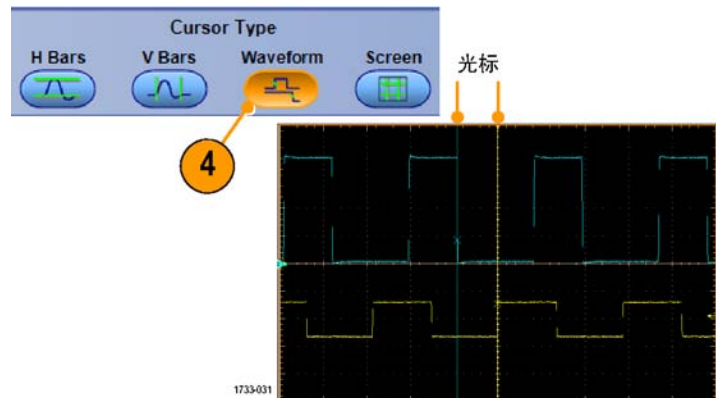 Cursor Type
H Bars V Bars Waveform Screen
光标
4
1733-031